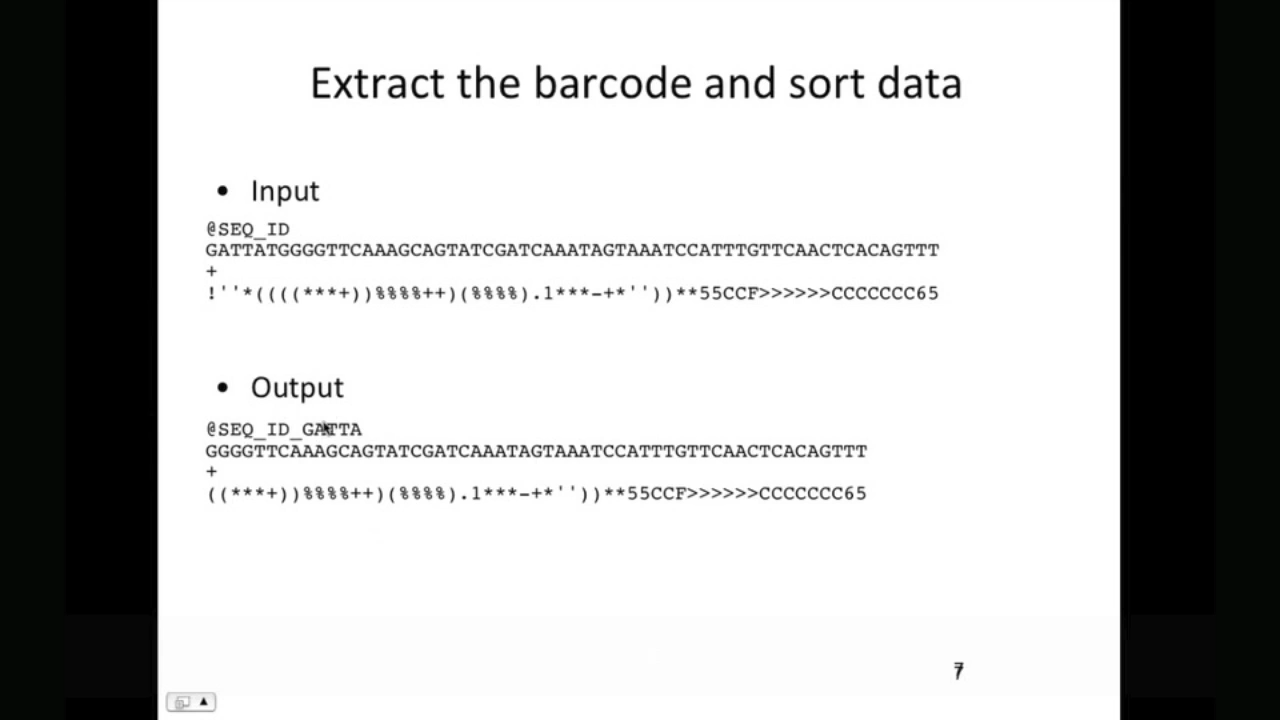 Extract the barcode and sort data
• Input
@SEQ_ID
GATTATGGGGTTCAAAGCAGTATCGATCAAATAGTAAATCCATTTGTTCAACTCACAGTTT
+
!''*((((***+))%%%%++)(%%%%).1***-+*''))**55CCF>>>>>>CCCCCCC65
• Output
@SEQ_ID_GATTA
GGGGTTCAAAGCAGTATCGATCAAATAGTAAATCCATTTGTTCAACTCACAGTTT
+
((***+))%%%%++)(%%%%).1***-+*''))**55CCF>>>>>>CCCCCCC65
7